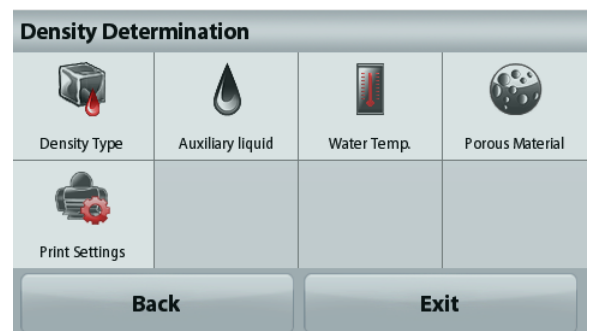 Density Determination
Density Type
Auxiliary liquid
Water Temp.
Porous Material
Print Settings
Back
Exit